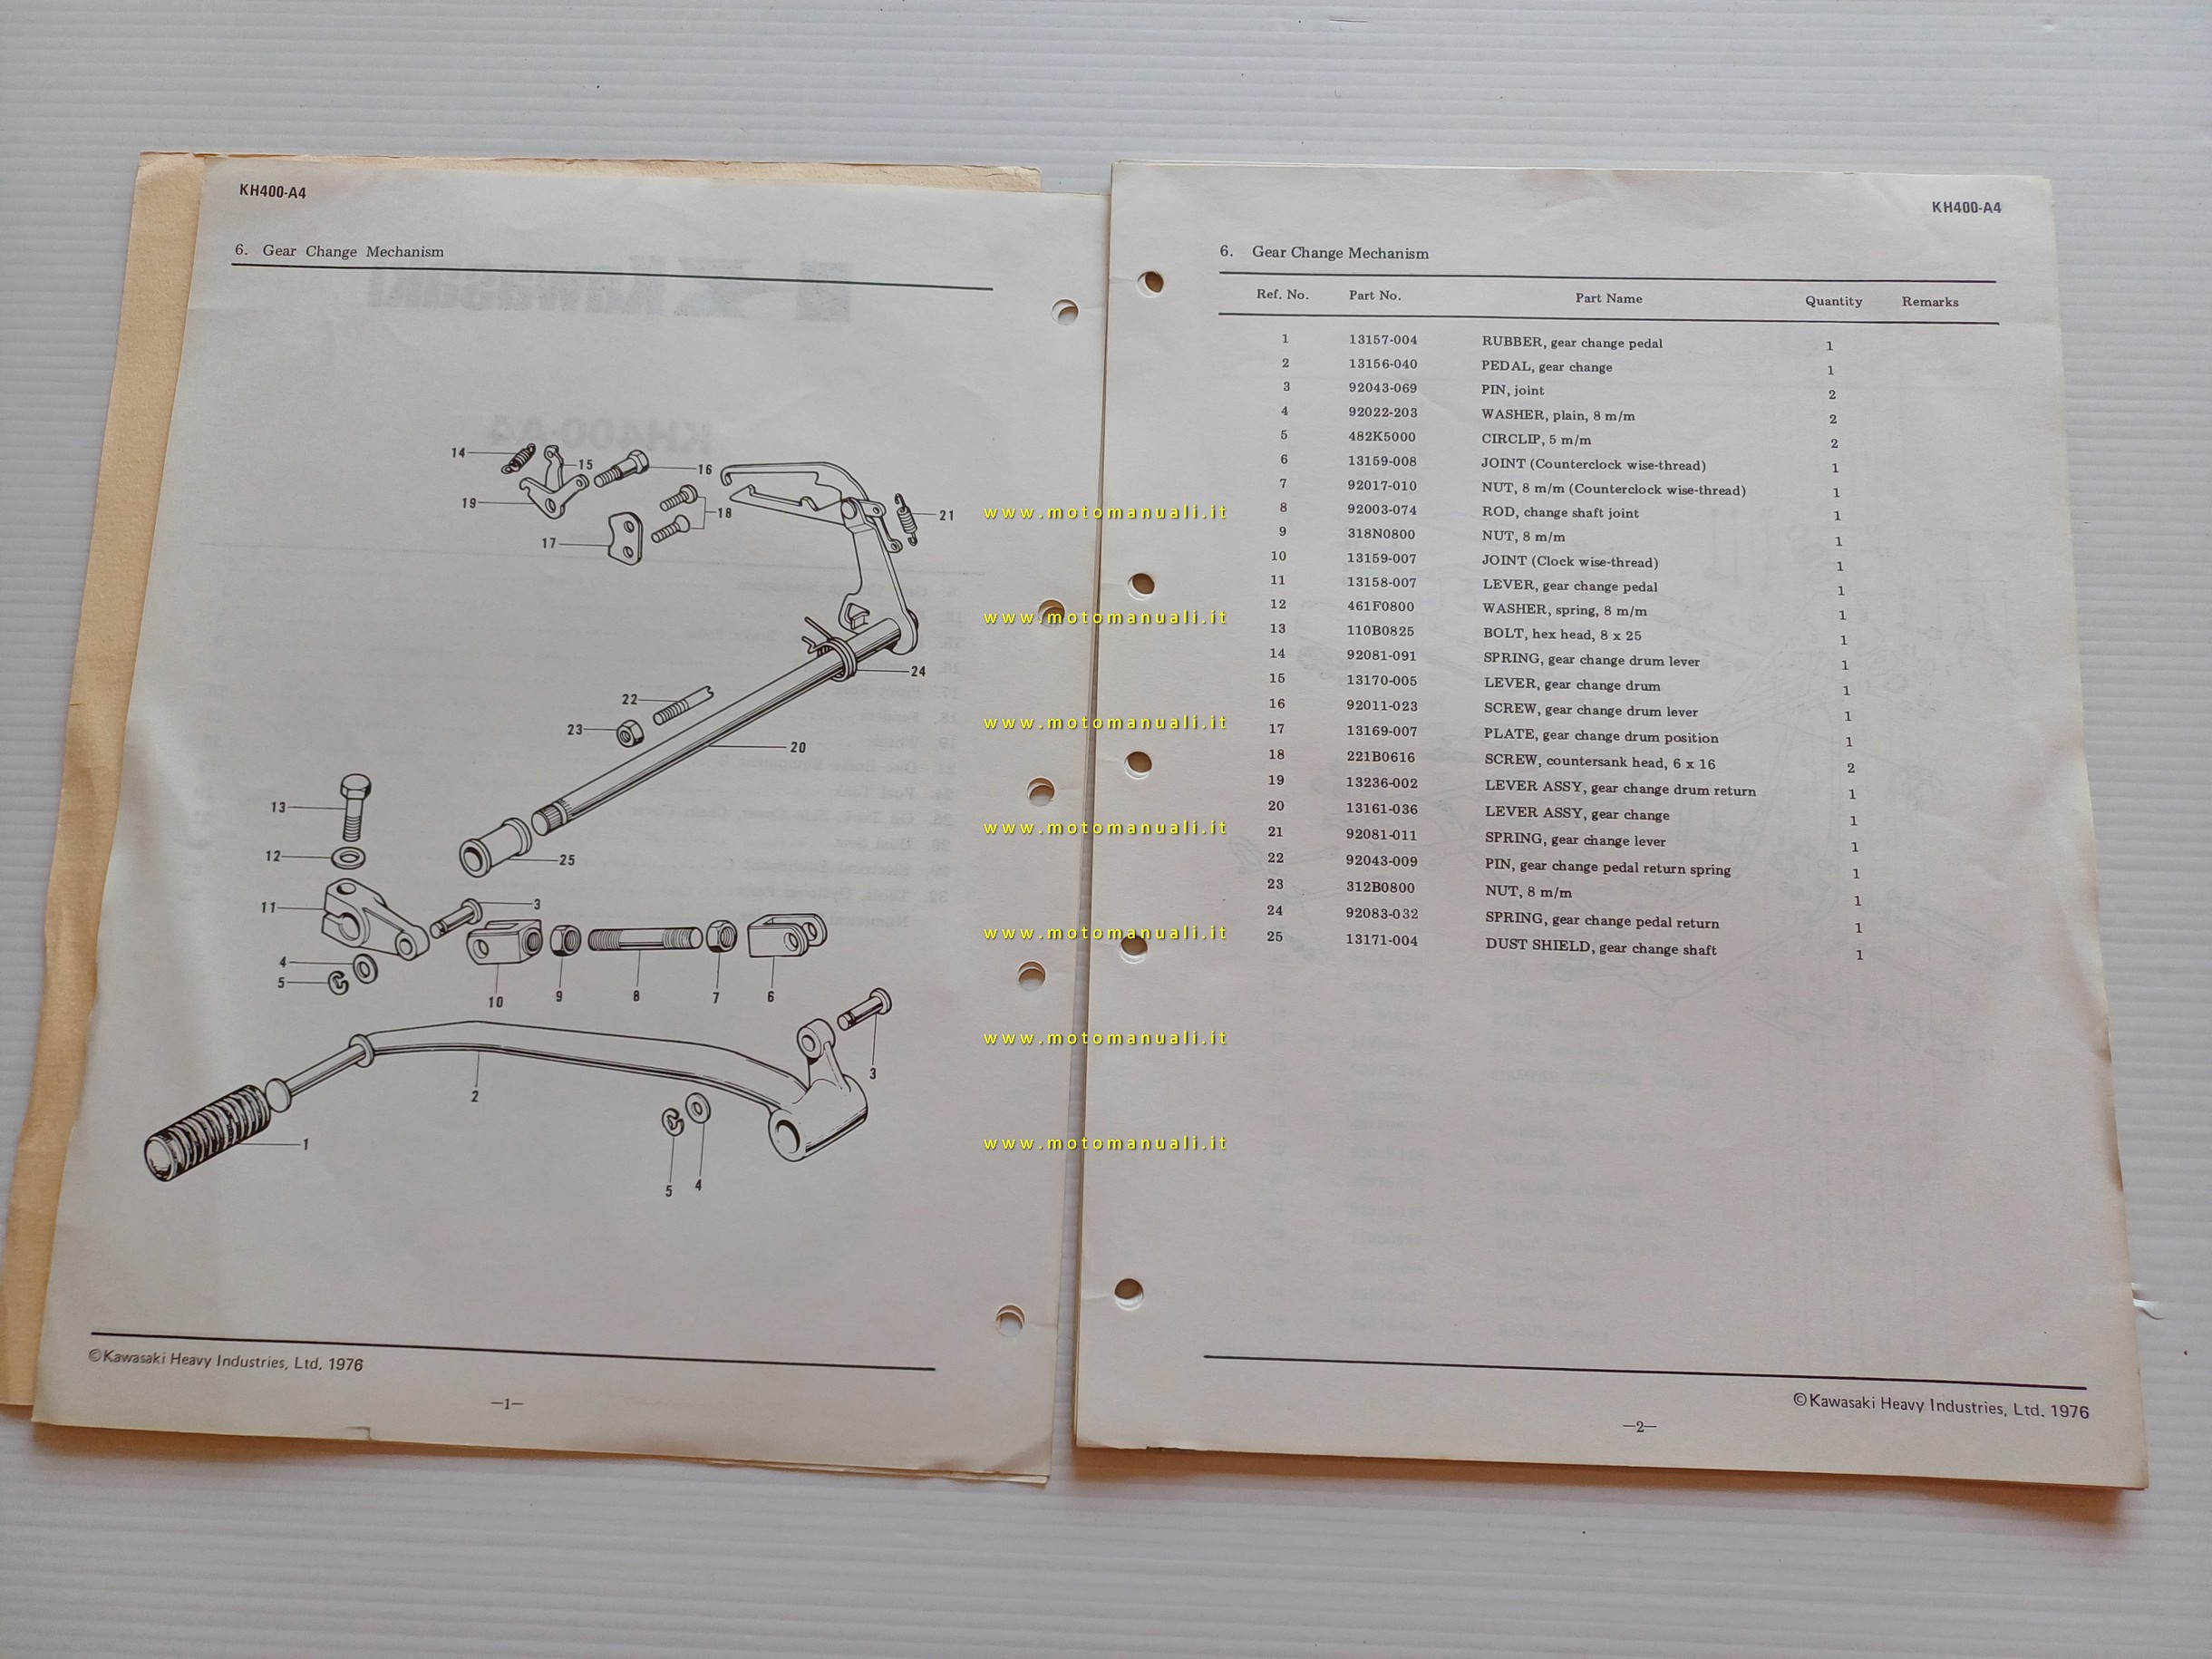 KH400-A4
6. Gear Change Mechanism
14
15
16
19
18
21
17
24
22
23
20
13
12
25
11
3
4
5
10
9
8
7
6
3
2
1
5
4
©Kawasaki Heavy Industries, Ltd. 1976
—1—
KH400-A4
6. Gear Change Mechanism
Ref. No. Part No. Part Name Quantity Remarks
1 13157-004 RUBBER, gear change pedal 1
2 13156-040 PEDAL, gear change 1
3 92043-069 PIN, joint 2
4 92022-203 WASHER, plain, 8 m/m 2
5 482K5000 CIRCLIP, 5 m/m 2
6 13159-008 JOINT (Counterclock wise-thread) 1
7 92017-010 NUT, 8 m/m (Counterclock wise-thread) 1
8 92003-074 ROD, change shaft joint 1
9 318N0800 NUT, 8 m/m 1
10 13159-007 JOINT (Clock wise-thread) 1
11 13158-007 LEVER, gear change pedal 1
12 461F0800 WASHER, spring, 8 m/m 1
13 110B0825 BOLT, hex head, 8 x 25 1
14 92081-091 SPRING, gear change drum lever 1
15 13170-005 LEVER, gear change drum 1
16 92011-023 SCREW, gear change drum lever 1
17 13169-007 PLATE, gear change drum position 1
18 221B0616 SCREW, countersank head, 6 x 16 2
19 13236-002 LEVER ASSY, gear change drum return 1
20 13161-036 LEVER ASSY, gear change 1
21 92081-011 SPRING, gear change lever 1
22 92043-009 PIN, gear change pedal return spring 1
23 312B0800 NUT, 8 m/m 1
24 92083-032 SPRING, gear change pedal return 1
25 13171-004 DUST SHIELD, gear change shaft 1
©Kawasaki Heavy Industries, Ltd. 1976
—2—
www.motomanuali.it
www.motomanuali.it
www.motomanuali.it
www.motomanuali.it
www.motomanuali.it
www.motomanuali.it
www.motomanuali.it